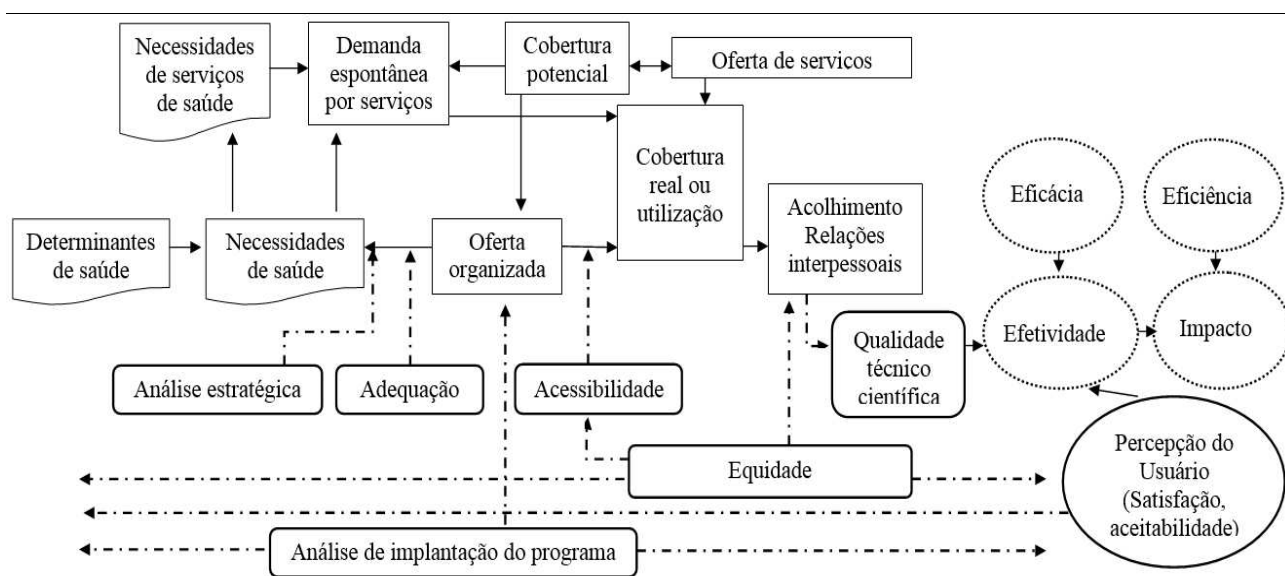 Necessidades
de serviços
de saúde
Demanda
espontânea
por serviços
Cobertura
potencial
Oferta de servicos
Cobertura
real ou
utilização
Determinantes
de saúde
Necessidades
de saúde
Oferta
organizada
Acolhimento
Relações
interpessoais
Eficácia
Eficiência
Análise estratégica
Adequação
Acessibilidade
Qualidade
técnico
científica
Efetividade
Impacto
Equidade
Percepção do
Usuário
(Satisfação,
aceitabilidade)
Análise de implantação do programa